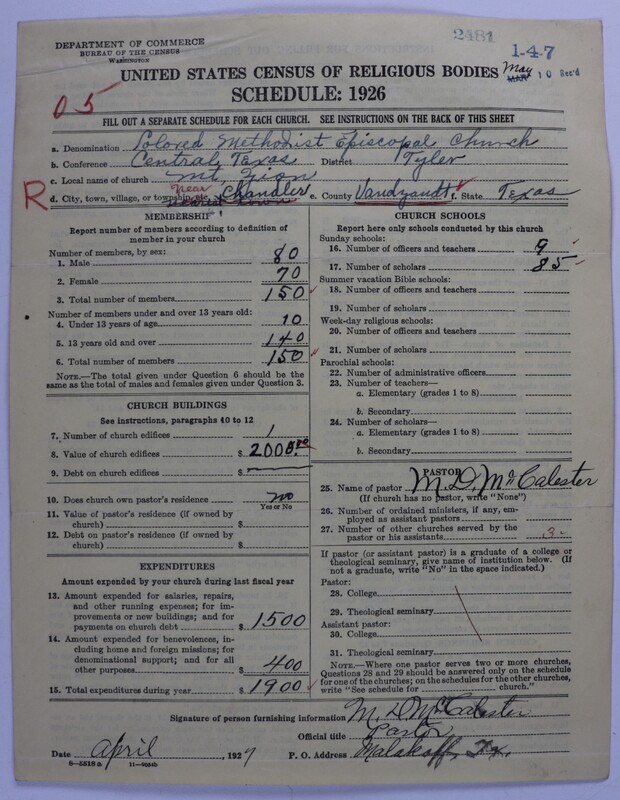 DEPARTMENT OF COMMERCE
BUREAU OF THE CENSUS
WASHINGTON
2481
1-4-7
May 10 Rec'd
UNITED STATES CENSUS OF RELIGIOUS BODIES
SCHEDULE: 1926
05
FILL OUT A SEPARATE SCHEDULE FOR EACH CHURCH. SEE INSTRUCTIONS ON THE BACK OF THIS SHEET
a. Denomination Colored Methodist Episcopal Church
b. Conference Central Texas District Tyler
c. Local name of church Mt. Zion
R
d. City, town, village, or township, etc. near Chandler e. County Vandzandt f. State Texas
MEMBERSHIP
Report number of members according to definition of member in your church
Number of members, by sex:
1. Male 80
2. Female 70
3. Total number of members 150
Number of members under and over 13 years old:
4. Under 13 years of age 10
5. 13 years old and over 140
6. Total number of members 150
NOTE.—The total given under Question 6 should be the
same as the total of males and females given under Question 3.
CHURCH BUILDINGS
See instructions, paragraphs 10 to 12
7. Number of church edifices 1
8. Value of church edifices $ 2000.00
9. Debt on church edifices $
10. Does church own pastor's residence no
Yes or No
11. Value of pastor's residence (if owned by
church) $
12. Debt on pastor's residence (if owned by
church) $
EXPENDITURES
Amount expended by your church during last fiscal year
13. Amount expended for salaries, repairs,
and other running expenses; for im-
provements or new buildings; and for
payments on church debt $ 1500
14. Amount expended for benevolences, in-
cluding home and foreign missions; for
denominational support; and for all
other purposes $ 400
15. Total expenditures during year $ 1900
CHURCH SCHOOLS
Report here only schools conducted by this church
Sunday schools:
16. Number of officers and teachers 9
17. Number of scholars 85
Summer vacation Bible schools:
18. Number of officers and teachers
19. Number of scholars
Week-day religious schools:
20. Number of officers and teachers
21. Number of scholars
Parochial schools:
22. Number of administrative officers
23. Number of teachers—
a. Elementary (grades 1 to 8)
b. Secondary
24. Number of scholars—
a. Elementary (grades 1 to 8)
b. Secondary
PASTOR
25. Name of pastor M. D. McCalester
(If church has no pastor, write "None")
26. Number of ordained ministers, if any, em-
ployed as assistant pastors
27. Number of other churches served by the
pastor or his assistants 3
If pastor (or assistant pastor) is a graduate of a college or
theological seminary, give name of institution below. (If
not a graduate, write "No" in the space indicated.)
Pastor:
28. College
29. Theological seminary
Assistant pastor:
30. College
31. Theological seminary
NOTE.—Where one pastor serves two or more churches,
Questions 28 and 29 should be answered only on the schedule
for one of the churches; on the schedules for the other churches,
write "See schedule for church."
Signature of person furnishing information M. D. McCalester
Official title Pastor
Date April, 1927 P. O. Address Malakoff, Tx.